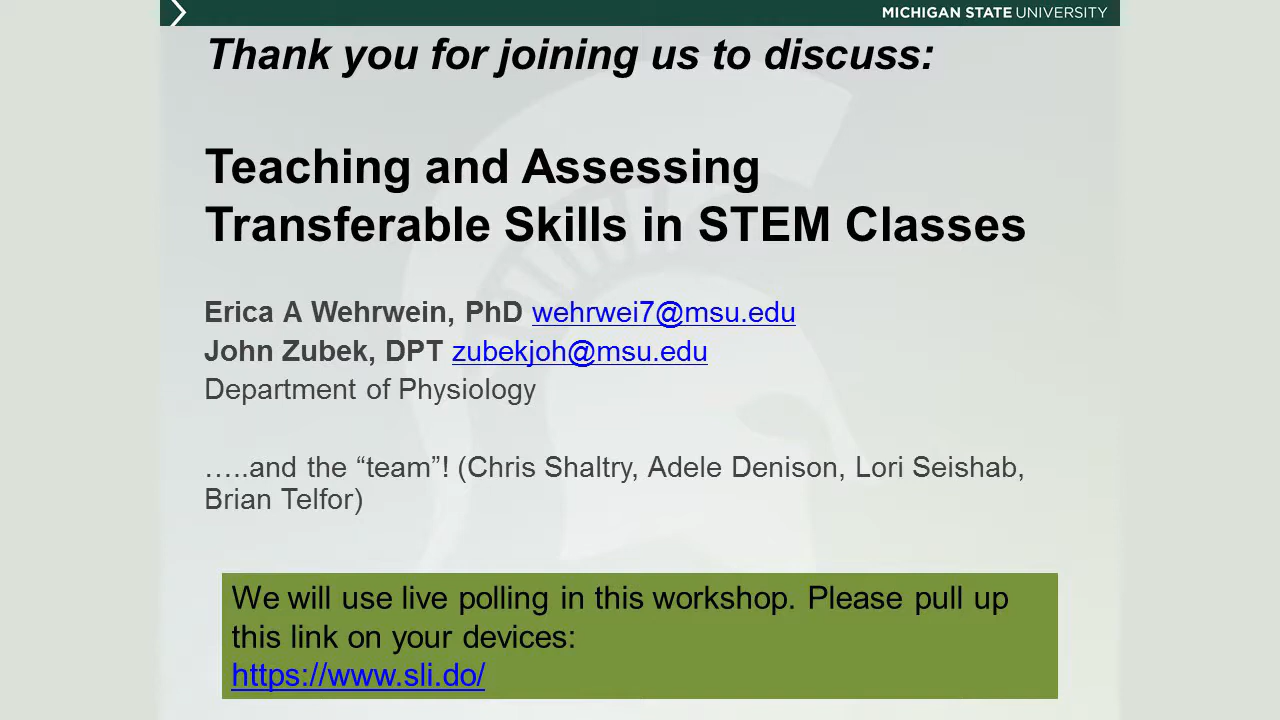 MICHIGAN STATE UNIVERSITY
Thank you for joining us to discuss:
Teaching and Assessing
Transferable Skills in STEM Classes
Erica A Wehrwein, PhD wehrwei7@msu.edu
John Zubek, DPT zubekjoh@msu.edu
Department of Physiology
…..and the “team”! (Chris Shaltry, Adele Denison, Lori Seishab,
Brian Telfor)
We will use live polling in this workshop. Please pull up
this link on your devices:
https://www.sli.do/